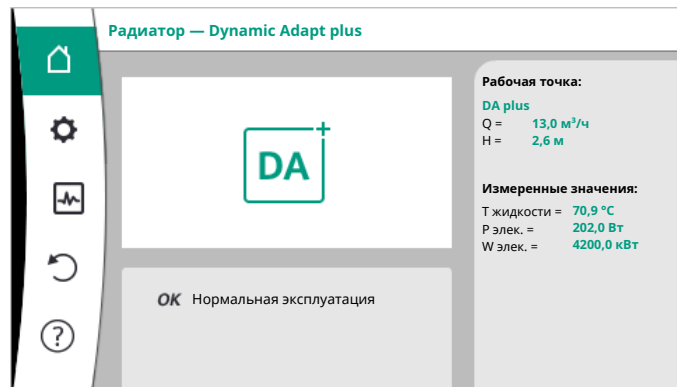 Радиатор — Dynamic Adapt plus
DA
Рабочая точка:
DA plus
Q = 13,0 м³/ч
H = 2,6 м
Измеренные значения:
T жидкости = 70,9 °C
P элек. = 202,0 Вт
W элек. = 4200,0 кВт
OK Нормальная эксплуатация
?